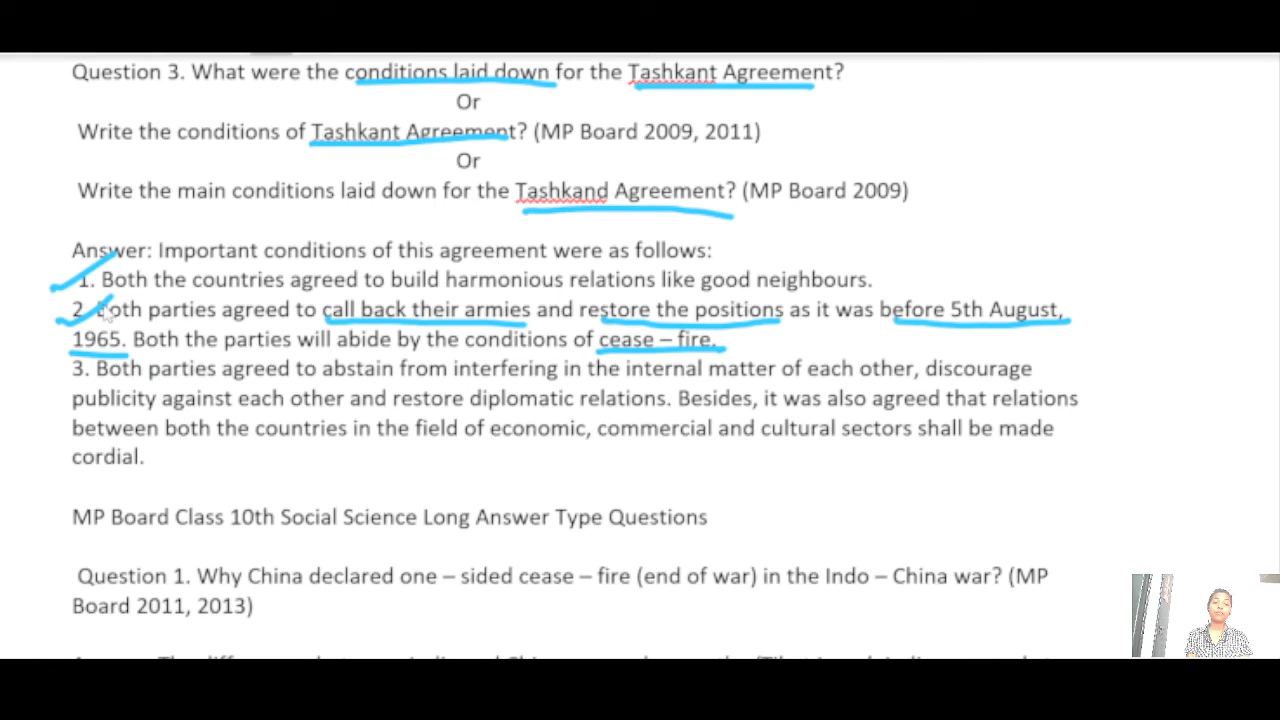 Question 3. What were the conditions laid down for the Tashkant Agreement?
Or
Write the conditions of Tashkant Agreement? (MP Board 2009, 2011)
Or
Write the main conditions laid down for the Tashkand Agreement? (MP Board 2009)
Answer: Important conditions of this agreement were as follows:
1. Both the countries agreed to build harmonious relations like good neighbours.
2. Both parties agreed to call back their armies and restore the positions as it was before 5th August,
1965. Both the parties will abide by the conditions of cease – fire.
3. Both parties agreed to abstain from interfering in the internal matter of each other, discourage
publicity against each other and restore diplomatic relations. Besides, it was also agreed that relations
between both the countries in the field of economic, commercial and cultural sectors shall be made
cordial.
MP Board Class 10th Social Science Long Answer Type Questions
Question 1. Why China declared one – sided cease – fire (end of war) in the Indo – China war? (MP
Board 2011, 2013)